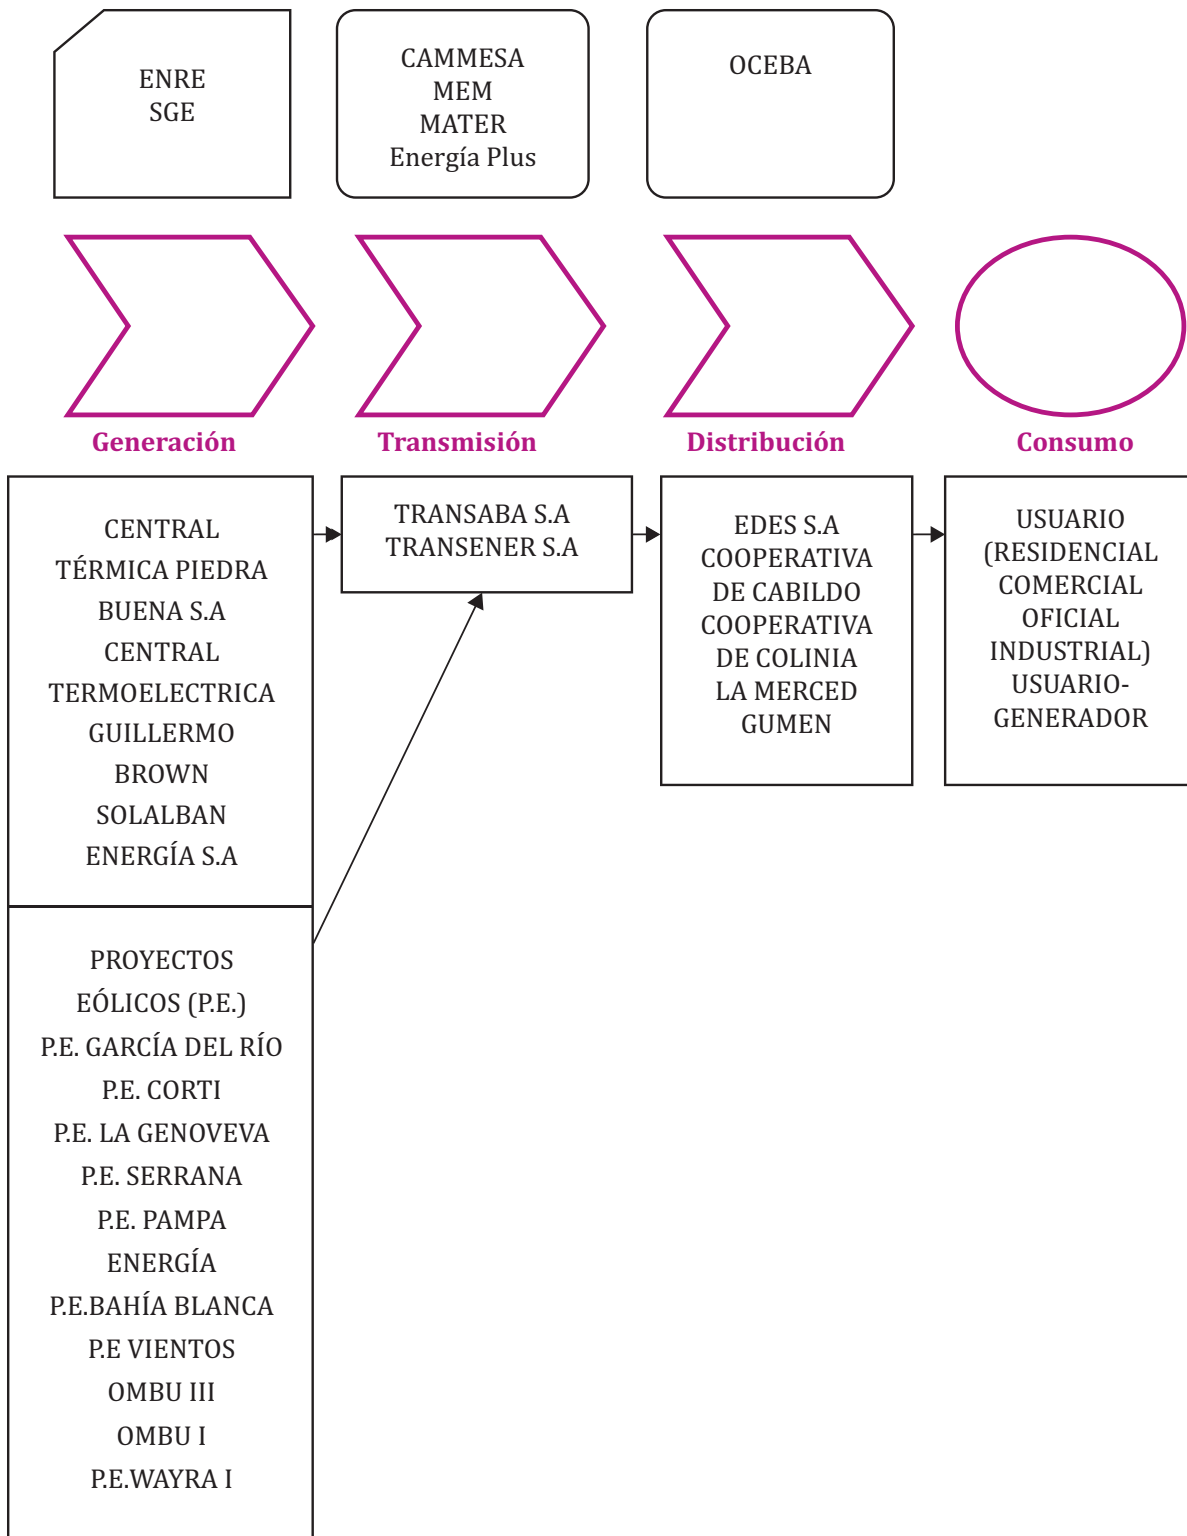 ENRE
SGE
CAMMESA
MEM
MATER
Energía Plus
OCEBA
Generación
Transmisión
Distribución
Consumo
CENTRAL
TÉRMICA PIEDRA
BUENA S.A
CENTRAL
TERMOELECTRICA
GUILLERMO
BROWN
SOLALBAN
ENERGÍA S.A
TRANSABA S.A
TRANSENER S.A
EDES S.A
COOPERATIVA
DE CABILDO
COOPERATIVA
DE COLINIA
LA MERCED
GUMEN
USUARIO
(RESIDENCIAL
COMERCIAL
OFICIAL
INDUSTRIAL)
USUARIO-
GENERADOR
PROYECTOS
EÓLICOS (P.E.)
P.E. GARCÍA DEL RÍO
P.E. CORTI
P.E. LA GENOVEVA
P.E. SERRANA
P.E. PAMPA
ENERGÍA
P.E.BAHÍA BLANCA
P.E VIENTOS
OMBU III
OMBU I
P.E.WAYRA I